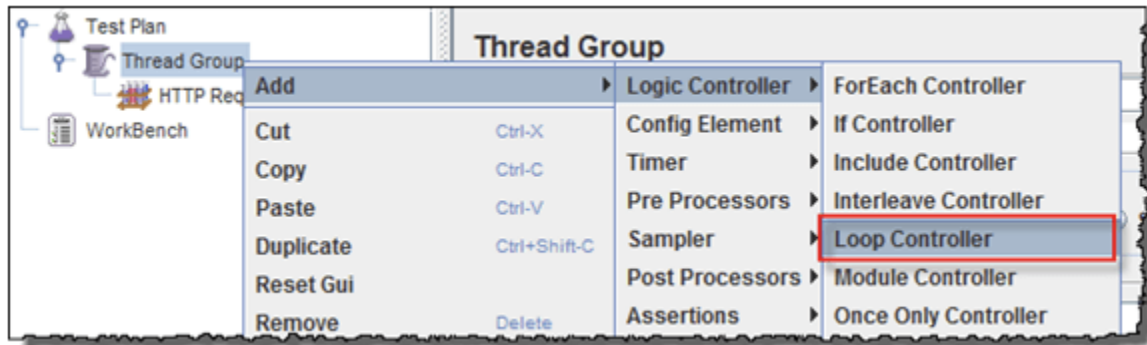 Test Plan
Thread Group
Thread Group
HTTP Req
WorkBench
Add
Cut Ctrl-X
Copy Ctrl-C
Paste Ctrl-V
Duplicate Ctrl+Shift-C
Reset Gui
Remove Delete
Logic Controller
Config Element
Timer
Pre Processors
Sampler
Post Processors
Assertions
ForEach Controller
If Controller
Include Controller
Interleave Controller
Loop Controller
Module Controller
Once Only Controller